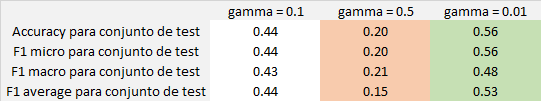 gamma = 0.1 gamma = 0.5 gamma = 0.01
Accuracy para conjunto de test 0.44 0.20 0.56
F1 micro para conjunto de test 0.44 0.20 0.56
F1 macro para conjunto de test 0.43 0.21 0.48
F1 average para conjunto de test 0.44 0.15 0.53